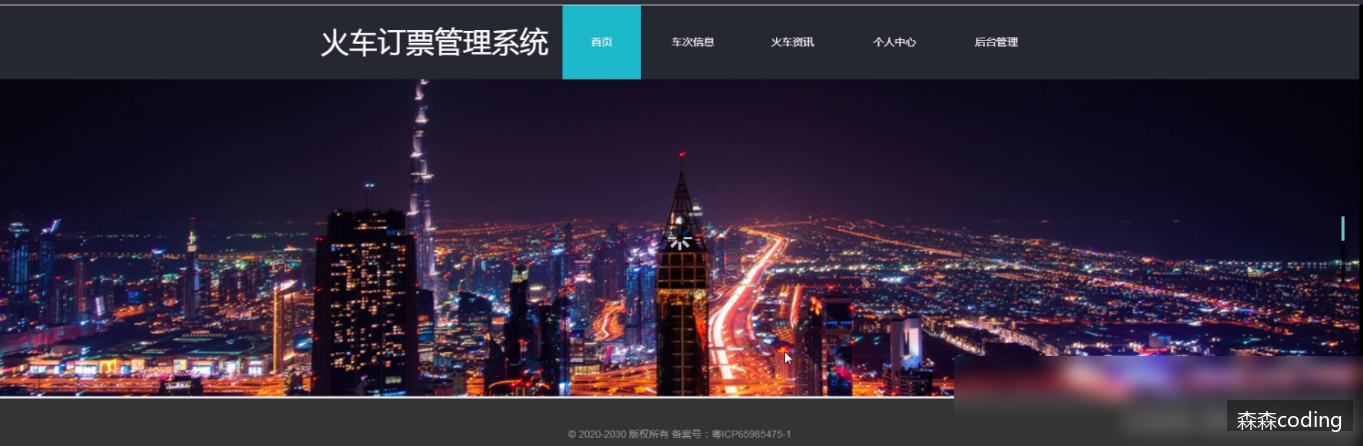 火车订票管理系统 首页 车次信息 火车资讯 个人中心 后台管理
© 2020-2030 版权所有 备案号：粤ICP65985475-1
森森coding